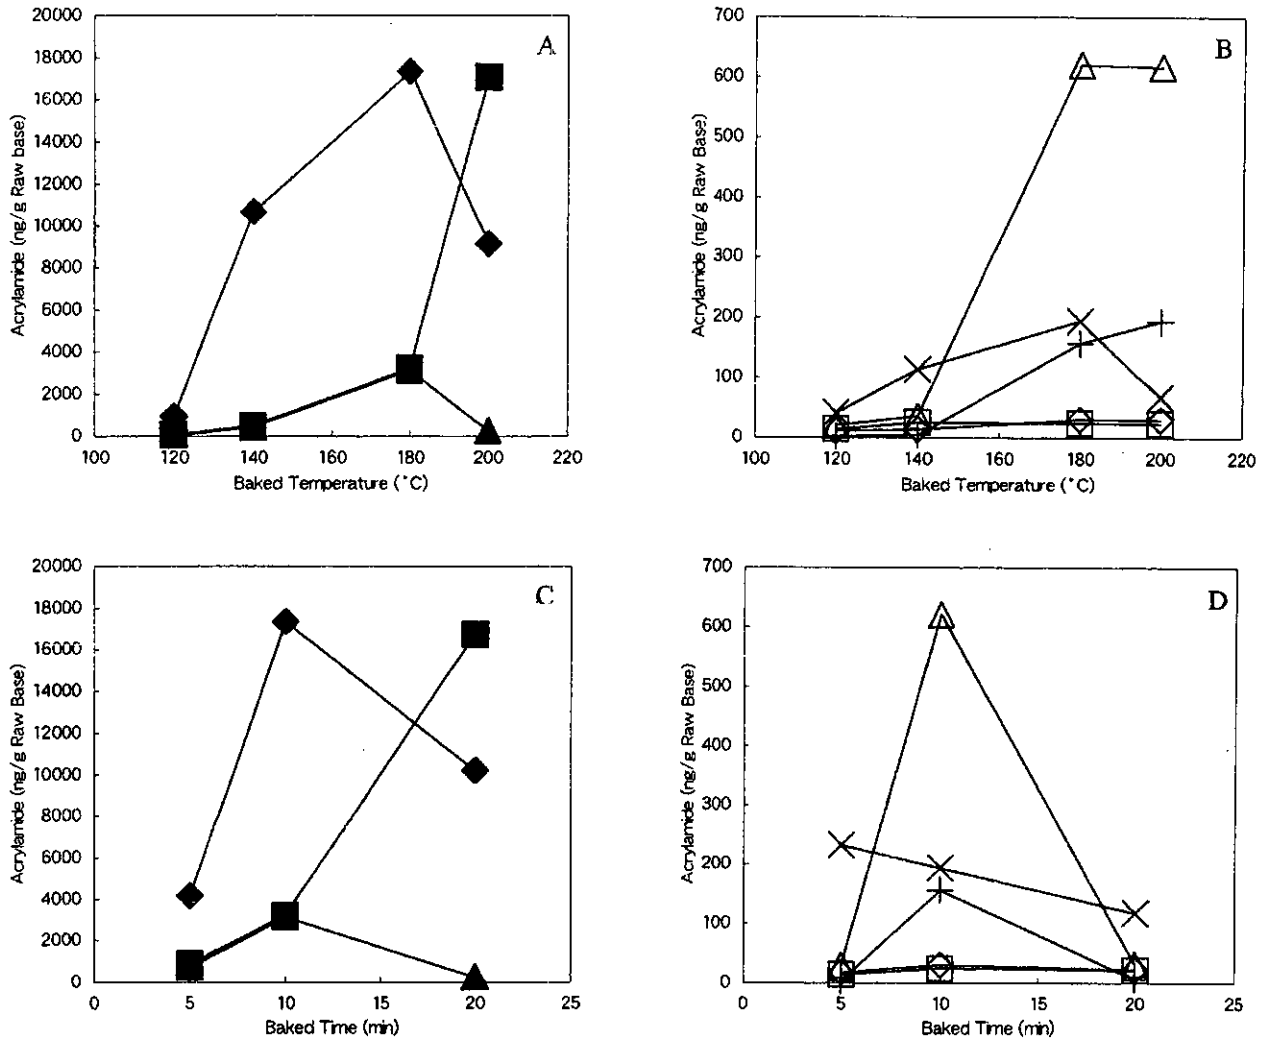 A
Acrylamide (ng/g Raw base)
20000
18000
16000
14000
12000
10000
8000
6000
4000
2000
0
100 120 140 160 180 200 220
Baked Temperature (°C)
B
Acrylamide (ng/g Raw Base)
700
600
500
400
300
200
100
0
100 120 140 160 180 200 220
Baked Temperature (°C)
C
Acrylamide (ng/g Raw Base)
20000
18000
16000
14000
12000
10000
8000
6000
4000
2000
0
0 5 10 15 20 25
Baked Time (min)
D
Acrylamide (ng/g Raw Base)
700
600
500
400
300
200
100
0
0 5 10 15 20 25
Baked Time (min)